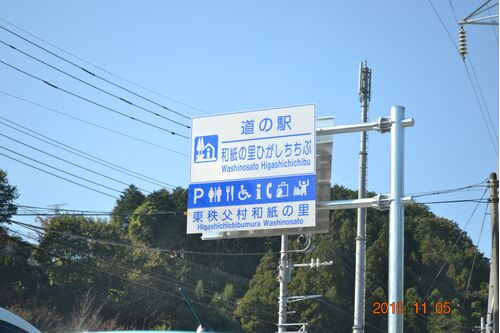 道の駅
和紙の里ひがしちちぶ
Washinosato Higashichichibu
P
東秩父村和紙の里
Higashichichibumura Washinosato
2016 11 05